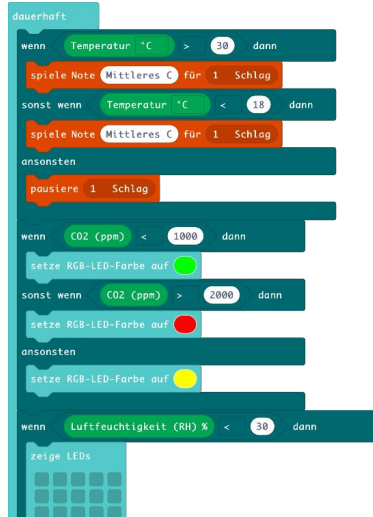 dauerhaft
wenn Temperatur °C > 30 dann
spiele Note Mittleres C für 1 Schlag
sonst wenn Temperatur °C < 18 dann
spiele Note Mittleres C für 1 Schlag
ansonsten
pausiere 1 Schlag
wenn CO2 (ppm) < 1000 dann
setze RGB-LED-Farbe auf
sonst wenn CO2 (ppm) > 2000 dann
setze RGB-LED-Farbe auf
ansonsten
setze RGB-LED-Farbe auf
wenn Luftfeuchtigkeit (RH) % < 30 dann
zeige LEDs